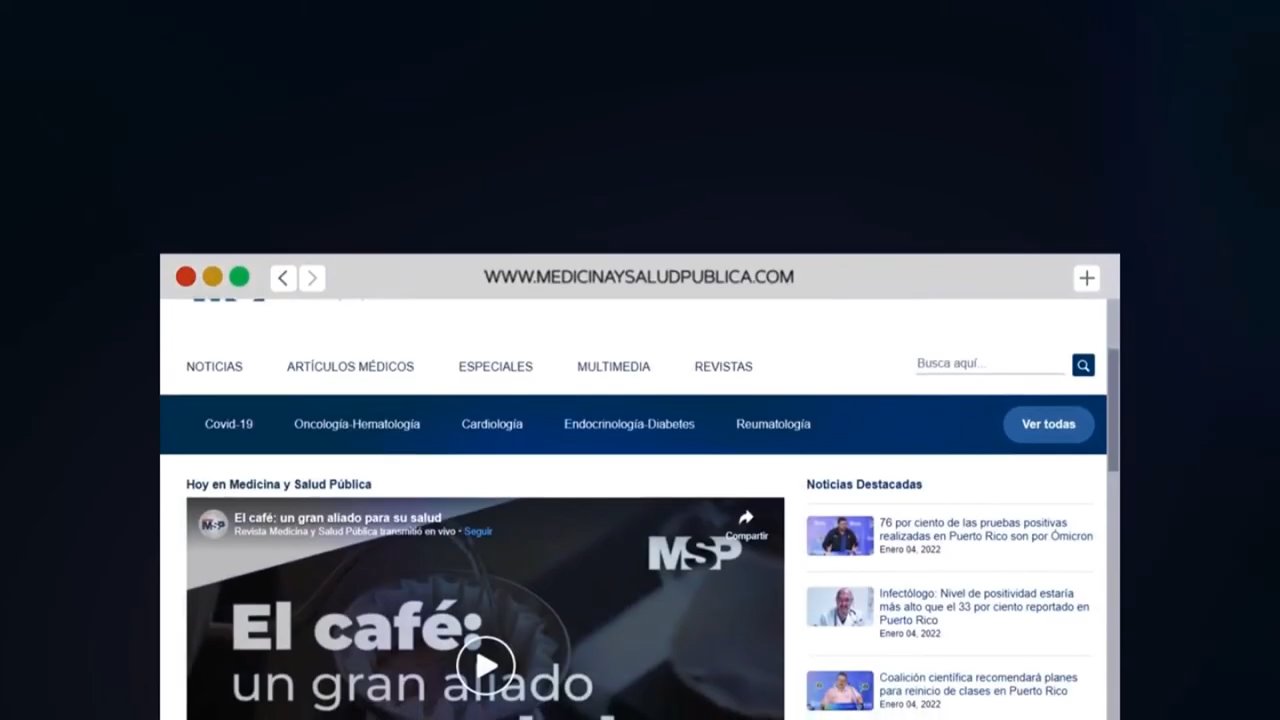 WWW.MEDICINAYSALUDPUBLICA.COM
NOTICIAS
ARTÍCULOS MÉDICOS
ESPECIALES
MULTIMEDIA
REVISTAS
Busca aquí...
Covid-19
Oncología-Hematología
Cardiología
Endocrinología-Diabetes
Reumatología
Ver todas
Hoy en Medicina y Salud Pública
MSP
El café: un gran aliado para su salud
Revista Medicina y Salud Pública transmitió en vivo • Seguir
Compartir
MSP
El café:
un gran aliado
Noticias Destacadas
76 por ciento de las pruebas positivas
realizadas en Puerto Rico son por Ómicron
Enero 04, 2022
Infectólogo: Nivel de positividad estaría
más alto que el 33 por ciento reportado en
Puerto Rico
Enero 04, 2022
Coalición científica recomendará planes
para reinicio de clases en Puerto Rico
Enero 04, 2022